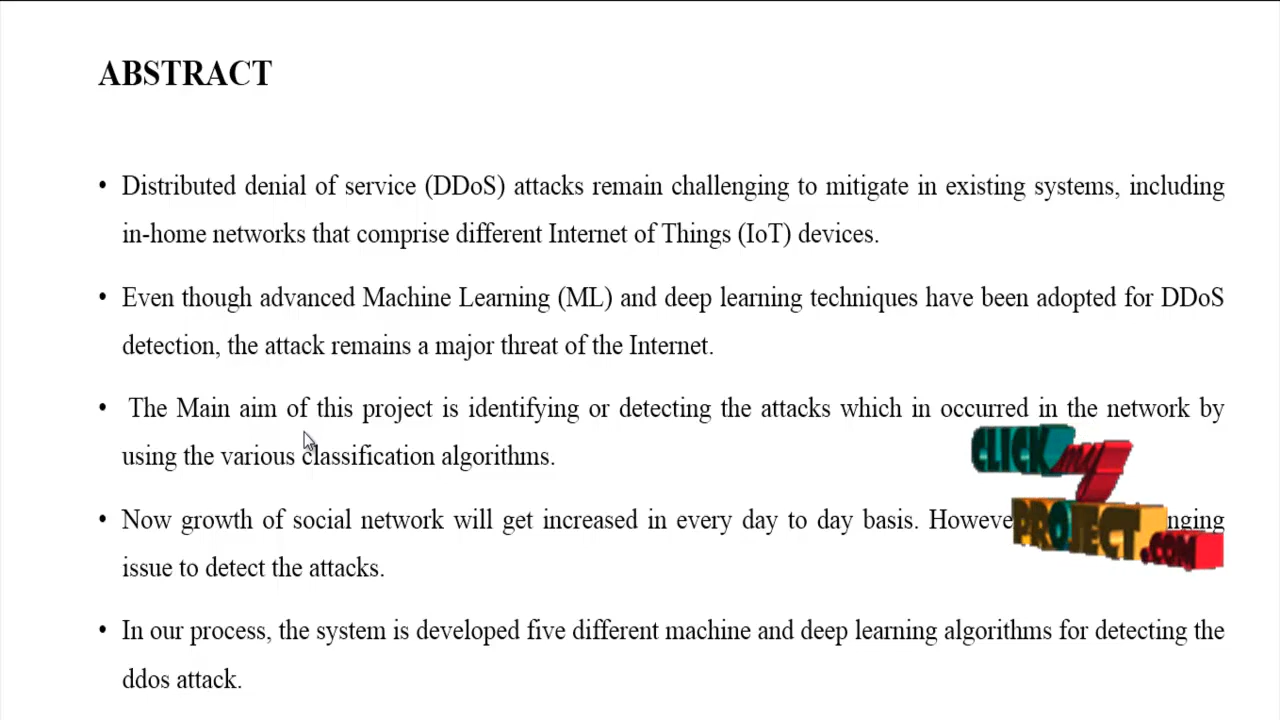 ABSTRACT
• Distributed denial of service (DDoS) attacks remain challenging to mitigate in existing systems, including
in-home networks that comprise different Internet of Things (IoT) devices.
• Even though advanced Machine Learning (ML) and deep learning techniques have been adopted for DDoS
detection, the attack remains a major threat of the Internet.
• The Main aim of this project is identifying or detecting the attacks which in occurred in the network by
using the various classification algorithms.
• Now growth of social network will get increased in every day to day basis.
issue to detect the attacks.
• In our process, the system is developed five different machine and deep learning algorithms for detecting the
ddos attack.
CLICK
my
PROJECT.COM